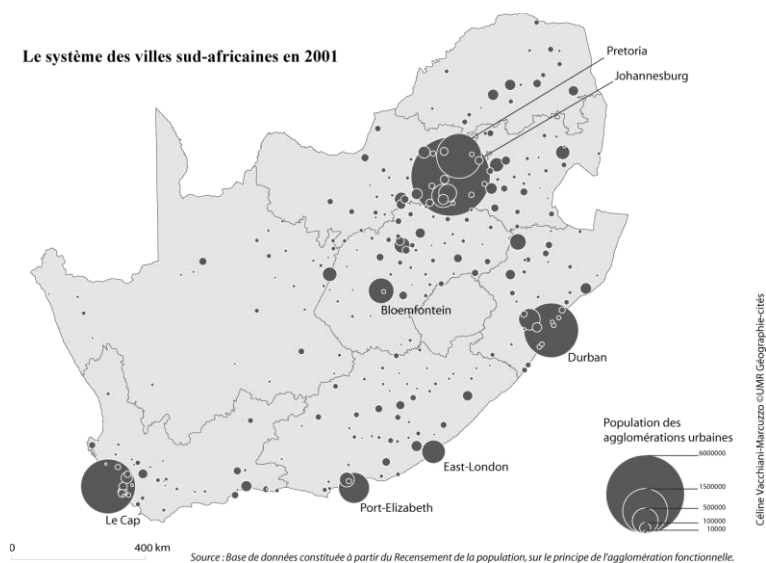 Le système des villes sud-africaines en 2001
Pretoria
Johannesburg
Bloemfontein
Durban
East-London
Port-Elizabeth
Le Cap
Population des
agglomérations urbaines
6000000
1500000
500000
100000
10000
0 400 km
Source : Base de données constituée à partir du Recensement de la population, sur le principe de l'agglomération fonctionnelle.
Céline Vacchiani-Marcuzzo ©UMR Géographie-cités